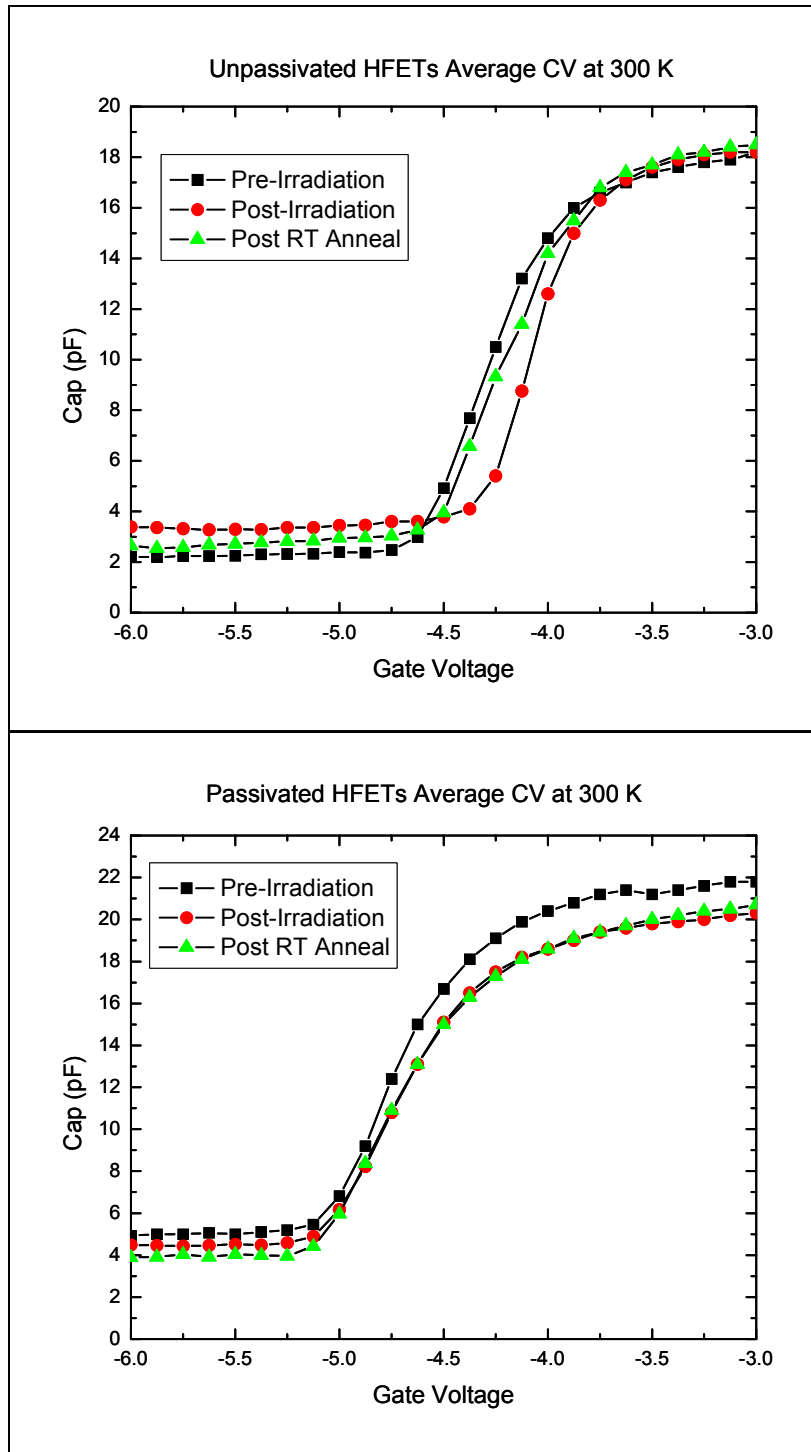 Unpassivated HFETs Average CV at 300 K
20
18
16
14
12
10
8
6
4
2
0
Cap (pF)
Pre-Irradiation
Post-Irradiation
Post RT Anneal
-6.0 -5.5 -5.0 -4.5 -4.0 -3.5 -3.0
Gate Voltage
Passivated HFETs Average CV at 300 K
24
22
20
18
16
14
12
10
8
6
4
2
0
Cap (pF)
Pre-Irradiation
Post-Irradiation
Post RT Anneal
-6.0 -5.5 -5.0 -4.5 -4.0 -3.5 -3.0
Gate Voltage